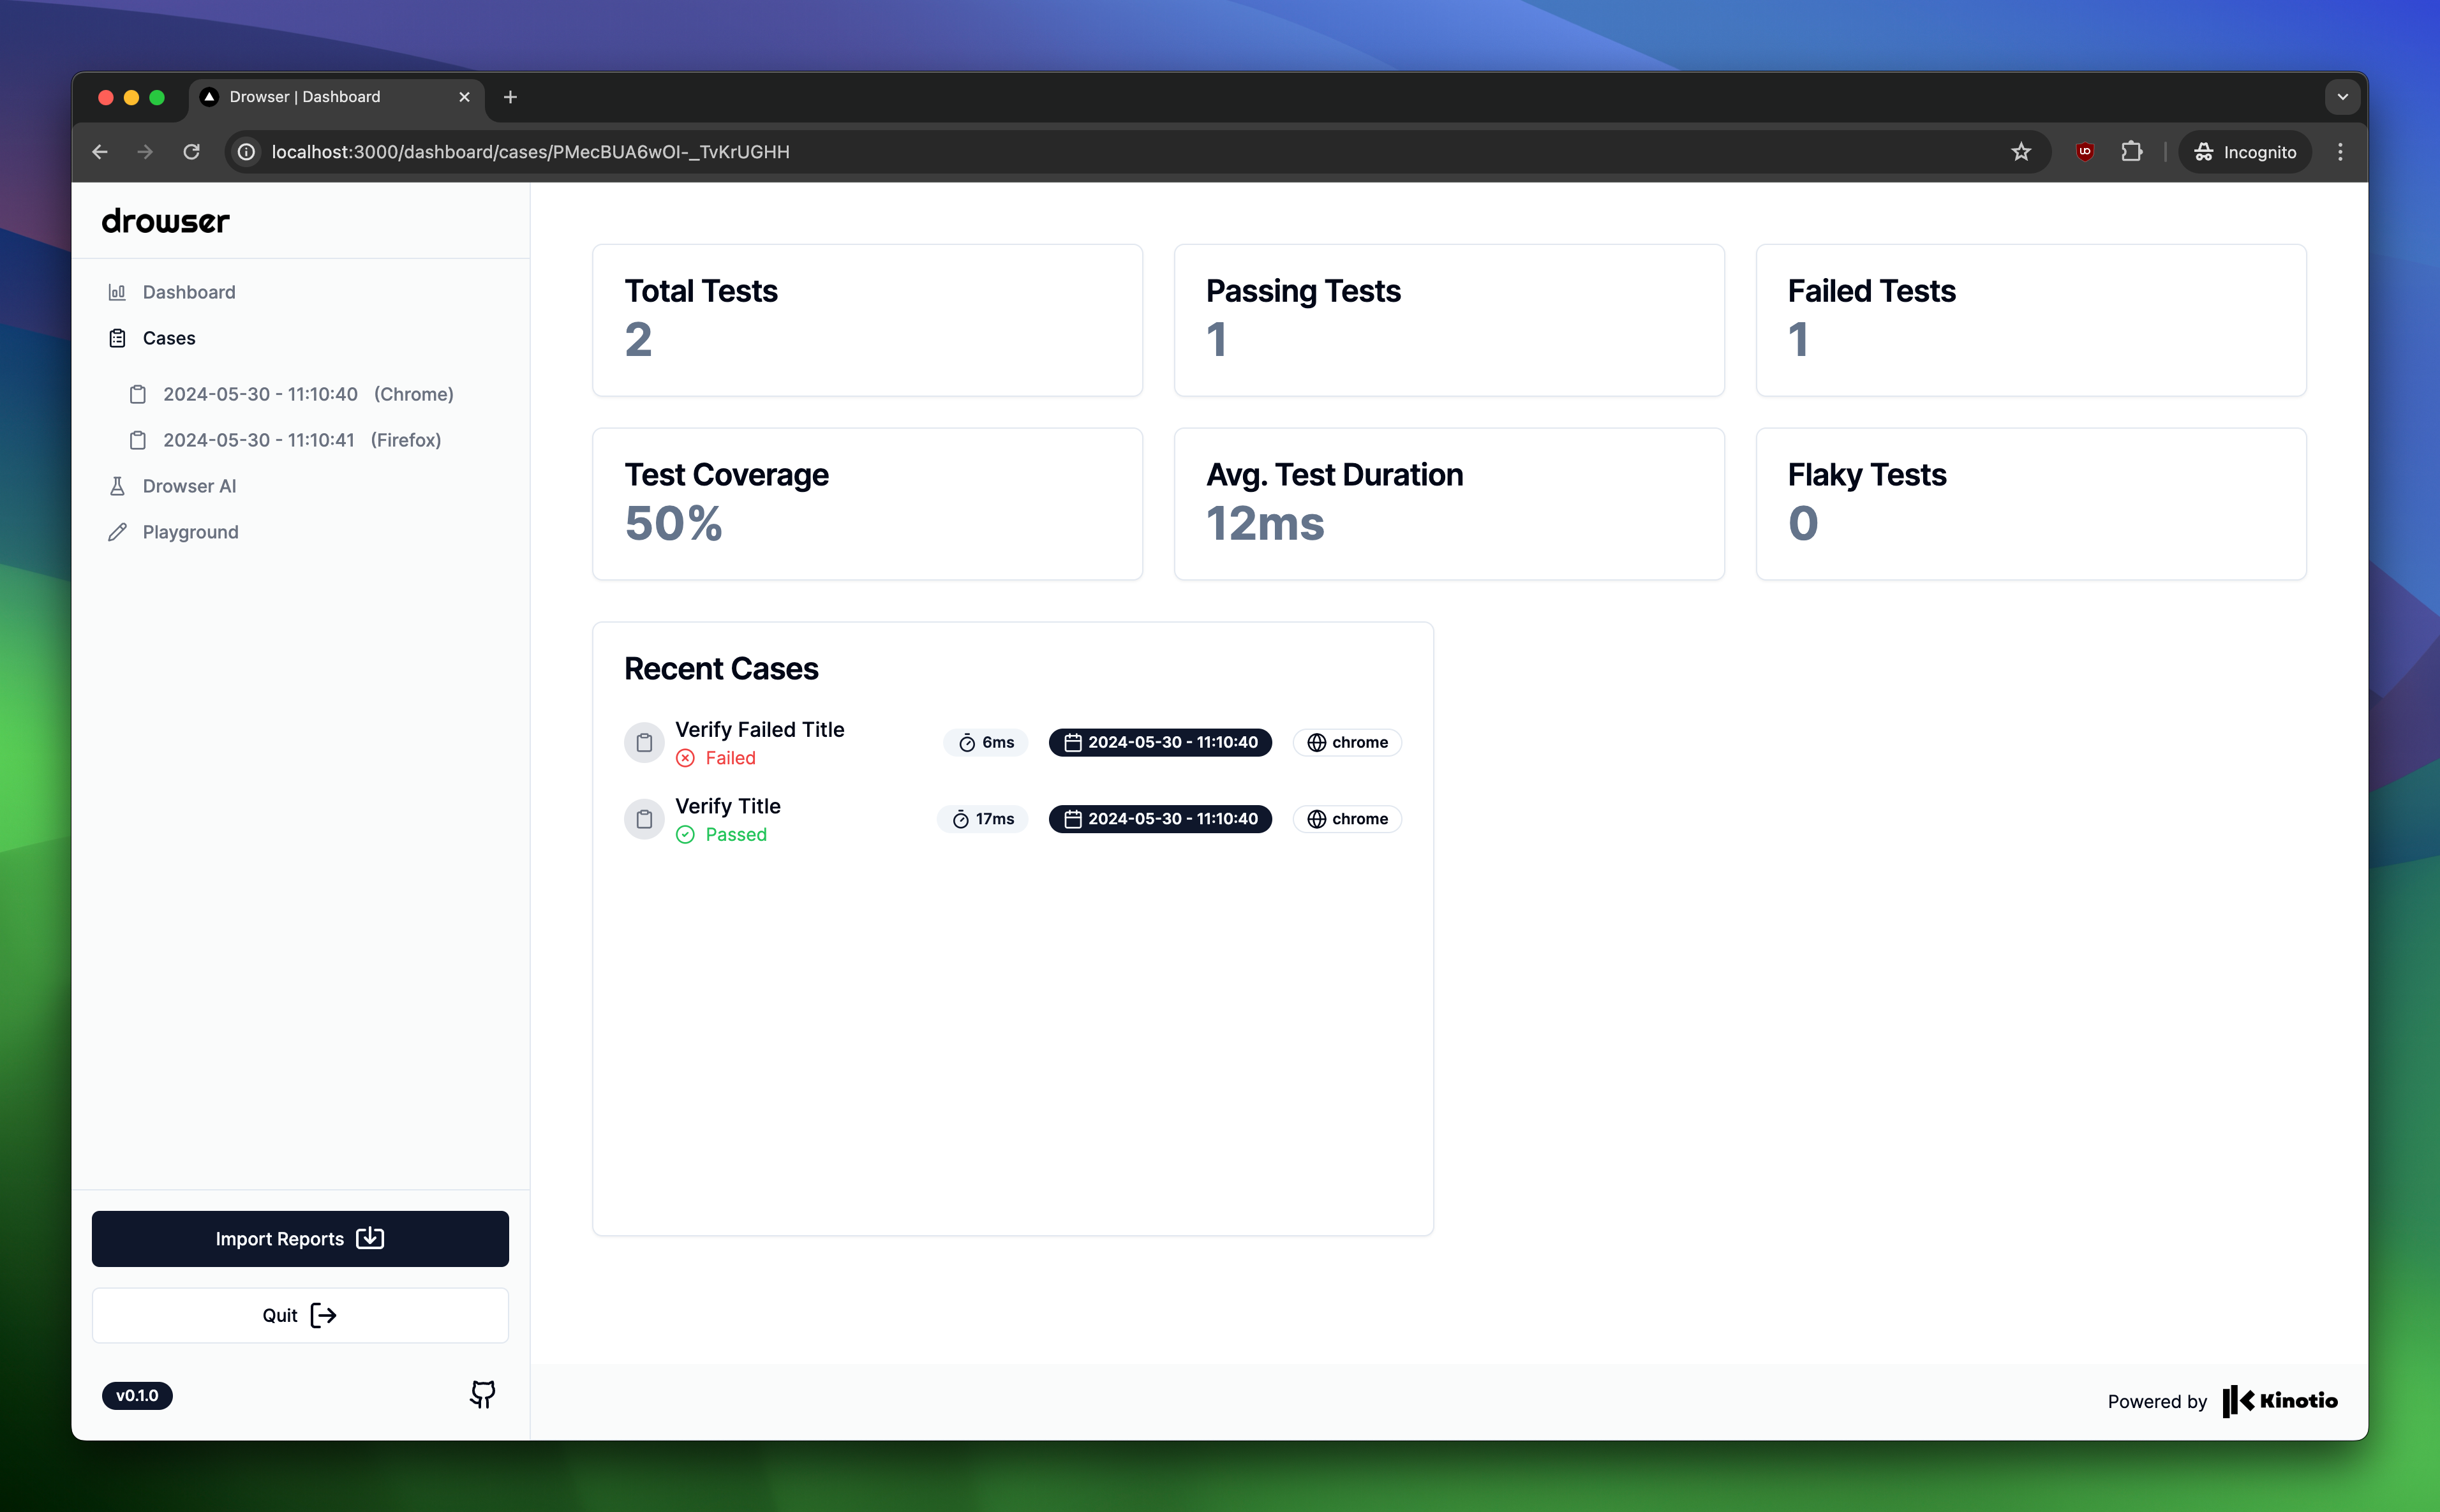 Drowser | Dashboard
localhost:3000/dashboard/cases/PMecBUA6wOI-_TvKrUGHH
Incognito
drowser
Dashboard
Cases
2024-05-30 - 11:10:40 (Chrome)
2024-05-30 - 11:10:41 (Firefox)
Drowser AI
Playground
Import Reports
Quit
v0.1.0
Total Tests
2
Passing Tests
1
Failed Tests
1
Test Coverage
50%
Avg. Test Duration
12ms
Flaky Tests
0
Recent Cases
Verify Failed Title
Failed
6ms
2024-05-30 - 11:10:40
chrome
Verify Title
Passed
17ms
2024-05-30 - 11:10:40
chrome
Powered by Kinotio